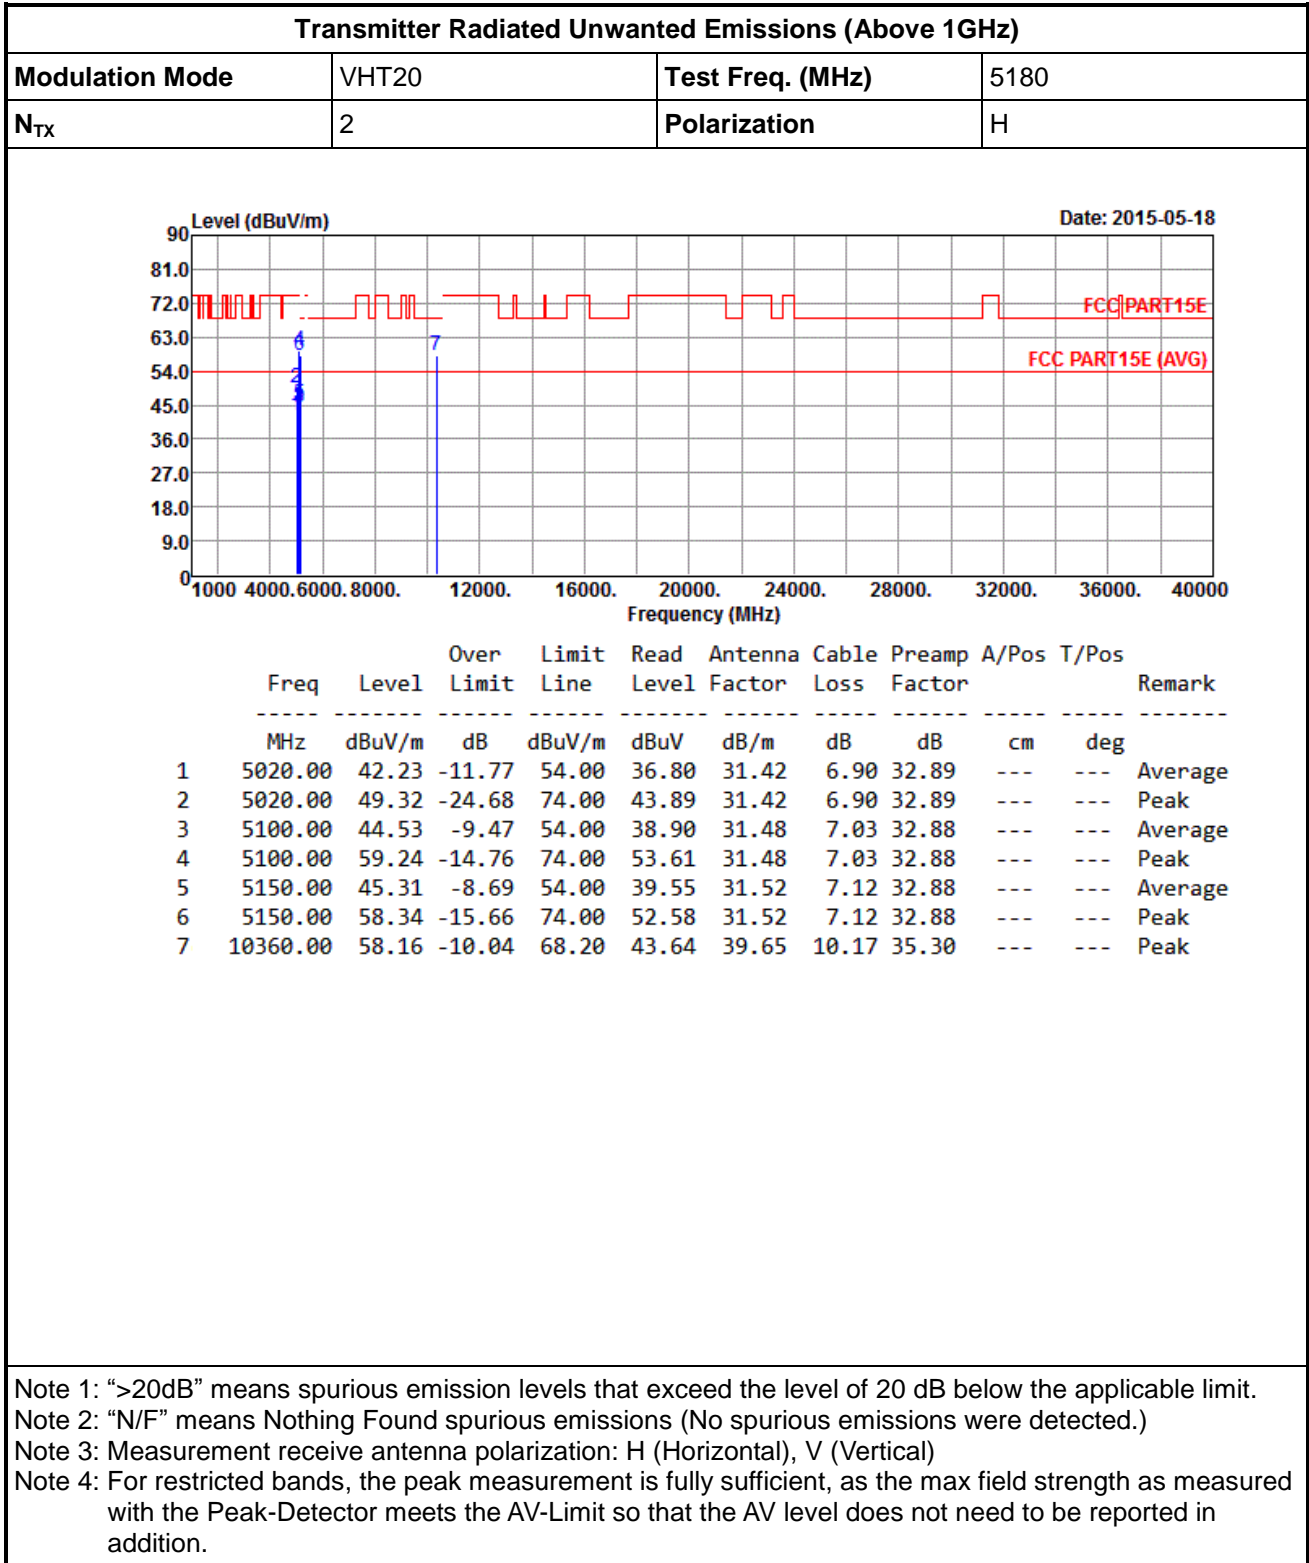 Transmitter Radiated Unwanted Emissions (Above 1GHz)
Modulation Mode VHT20 Test Freq. (MHz) 5180
NTX 2 Polarization H
Level (dBuV/m) Date: 2015-05-18
90
81.0
72.0
FCC PART15E
63.0
4
6
7
FCC PART15E (AVG)
54.0
2
45.0
36.0
27.0
18.0
9.0
0
1000 4000. 6000. 8000. 12000. 16000. 20000. 24000. 28000. 32000. 36000. 40000
Frequency (MHz)
Over Limit Read Antenna Cable Preamp A/Pos T/Pos
Freq Level Limit Line Level Factor Loss Factor Remark
----- ------- ------ ------ ------- ------ ----- ------ ----- ----- -------
MHz dBuV/m dB dBuV/m dBuV dB/m dB dB cm deg
1 5020.00 42.23 -11.77 54.00 36.80 31.42 6.90 32.89 --- --- Average
2 5020.00 49.32 -24.68 74.00 43.89 31.42 6.90 32.89 --- --- Peak
3 5100.00 44.53 -9.47 54.00 38.90 31.48 7.03 32.88 --- --- Average
4 5100.00 59.24 -14.76 74.00 53.61 31.48 7.03 32.88 --- --- Peak
5 5150.00 45.31 -8.69 54.00 39.55 31.52 7.12 32.88 --- --- Average
6 5150.00 58.34 -15.66 74.00 52.58 31.52 7.12 32.88 --- --- Peak
7 10360.00 58.16 -10.04 68.20 43.64 39.65 10.17 35.30 --- --- Peak
Note 1: “>20dB” means spurious emission levels that exceed the level of 20 dB below the applicable limit.
Note 2: “N/F” means Nothing Found spurious emissions (No spurious emissions were detected.)
Note 3: Measurement receive antenna polarization: H (Horizontal), V (Vertical)
Note 4: For restricted bands, the peak measurement is fully sufficient, as the max field strength as measured
with the Peak-Detector meets the AV-Limit so that the AV level does not need to be reported in
addition.